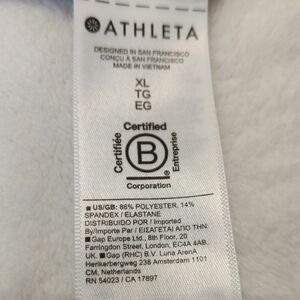 ATHLETA
DESIGNED IN SAN FRANCISCO
CONÇU À SAN FRANCISCO
MADE IN VIETNAM
XL
TG
EG
Certified
Certifiée
B
Entreprise
Corporation
■ US/GB: 86% POLYESTER, 14%
SPANDEX / ELASTANE
DISTRIBUIDO POR / Imported
By/Importe Par / ΕΙΣΑΓΕΤΑΙ ΑΠΟ ΤΗΝ:
■Gap Europe Ltd., 8th Floor, 20
Farringdon Street, London, EC4A 4AB,
UK. ■Gap (RHC) B.V. Luna ArenA
Herikerbergweg 238 Amsterdam 1101
CM, Netherlands
RN 54023 / CA 17897